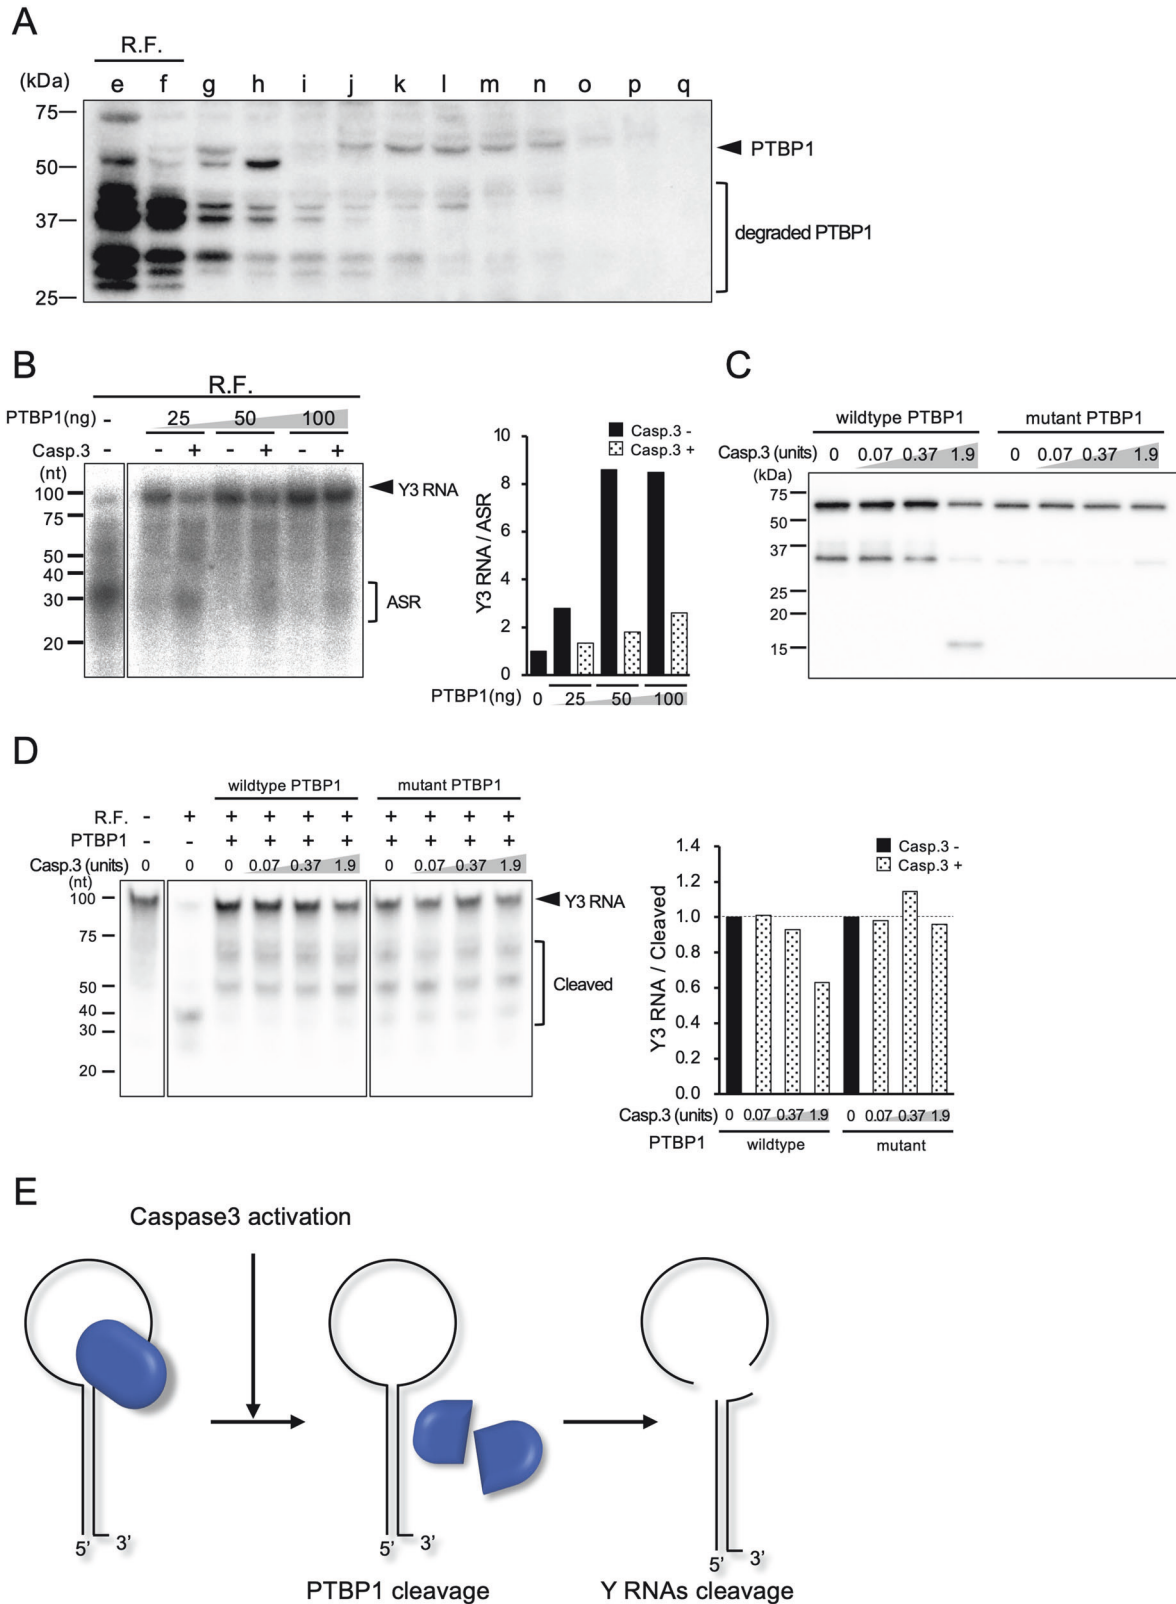 A
R.F.
(kDa) e f g h i j k l m n o p q
75
50
37
25
PTBP1
degraded PTBP1
B
R.F.
PTBP1(ng) - 25 50 100
Casp.3 - - + - + - +
(nt)
100
75
50
40
30
20
Y3 RNA
ASR
Casp.3 -
Casp.3 +
Y3 RNA / ASR
10
8
6
4
2
0
PTBP1(ng) 0 25 50 100
C
wildtype PTBP1 mutant PTBP1
Casp.3 (units) 0 0.07 0.37 1.9 0 0.07 0.37 1.9
(kDa)
75
50
37
25
20
15
D
wildtype PTBP1 mutant PTBP1
R.F. - + + + + + + + + +
PTBP1 - - + + + + + + + +
Casp.3 (units) 0 0 0 0.07 0.37 1.9 0 0.07 0.37 1.9
(nt)
100
75
50
40
30
20
Y3 RNA
Cleaved
Casp.3 -
Casp.3 +
Y3 RNA / Cleaved
1.4
1.2
1.0
0.8
0.6
0.4
0.2
0.0
Casp.3 (units) 0 0.07 0.37 1.9 0 0.07 0.37 1.9
PTBP1 wildtype mutant
E
Caspase3 activation
5' 3'
5' 3'
5' 3'
PTBP1 cleavage
Y RNAs cleavage